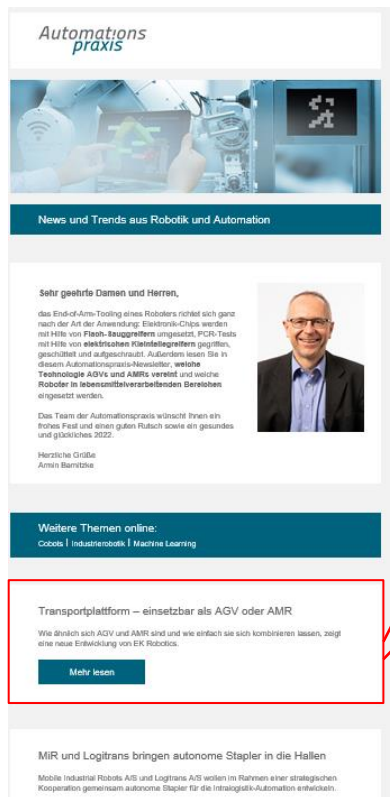 Automations
praxis
News und Trends aus Robotik und Automation
Sehr geehrte Damen und Herren,
das End-of-Arm-Tooling eines Roboters richtet sich ganz
nach der Art der Anwendung: Elektronik-Chips werden
mit Hilfe von Flach-Sauggreifern umgesetzt, PCR-Tests
mit Hilfe von elektrischen Kleinteilegreifern gegriffen,
geschüttelt und aufgeschraubt. Außerdem lesen Sie in
diesem Automationspraxis-Newsletter, welche
Technologie AGVs und AMRs vereint und welche
Roboter in lebensmittelverarbeitenden Bereichen
eingesetzt werden.
Das Team der Automationspraxis wünscht Ihnen ein
frohes Fest und einen guten Rutsch sowie ein gesundes
und glückliches 2022.
Herzliche Grüße
Armin Barnitzke
Weitere Themen online:
Cobots | Industrierobotik | Machine Learning
Transportplattform – einsetzbar als AGV oder AMR
Wie ähnlich sich AGV und AMR sind und wie einfach sie sich kombinieren lassen, zeigt
eine neue Entwicklung von EK Robotics.
Mehr lesen
MiR und Logitrans bringen autonome Stapler in die Hallen
Mobile Industrial Robots A/S und Logitrans A/S wollen im Rahmen einer strategischen
Kooperation gemeinsam autonome Stapler für die Intralogistik-Automation entwickeln.